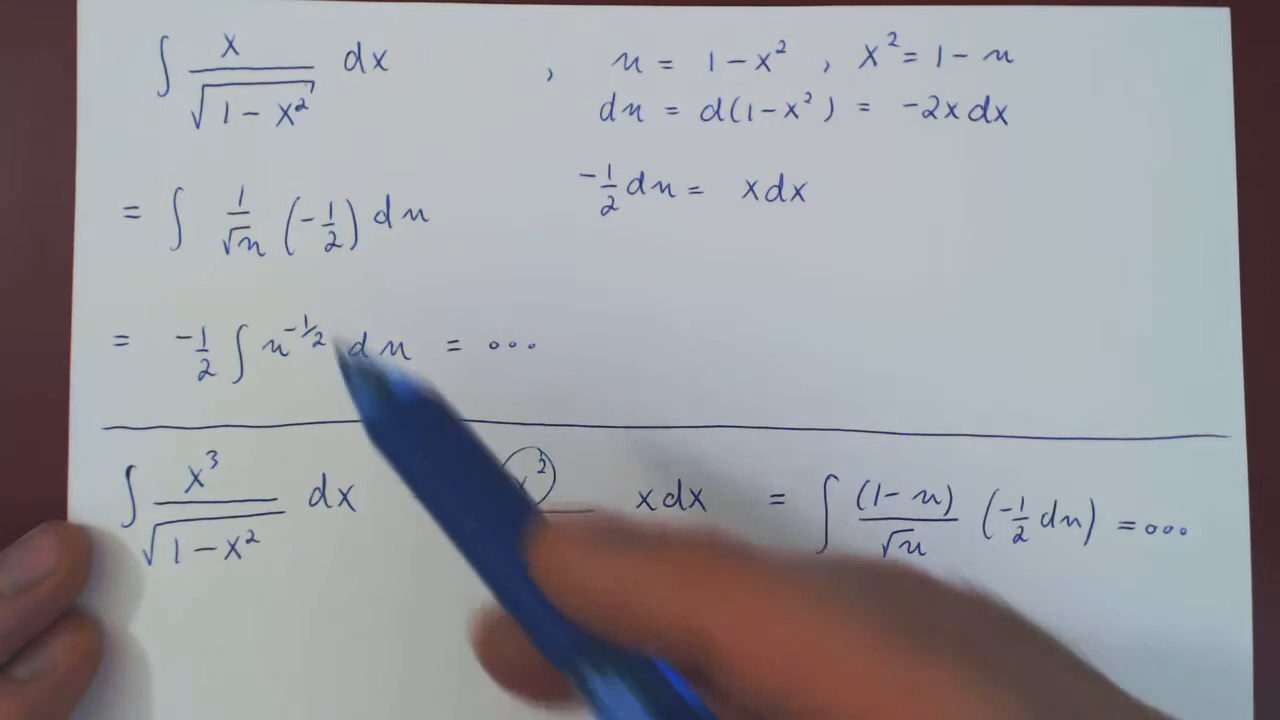 ∫ x/√(1-x²) dx , u = 1-x² , x² = 1-u
du = d(1-x²) = -2x dx
= ∫ 1/√u (-1/2) du
-1/2 du = x dx
= -1/2 ∫ u^(-1/2) du = ...
∫ x³/√(1-x²) dx x² x dx = ∫ (1-u)/√u (-1/2 du) = ...